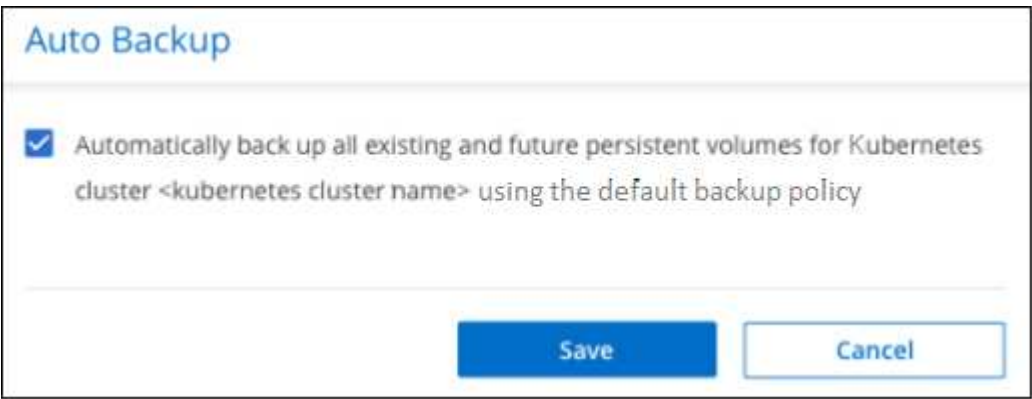 Auto Backup
Automatically back up all existing and future persistent volumes for Kubernetes
cluster <kubernetes cluster name> using the default backup policy
Save
Cancel